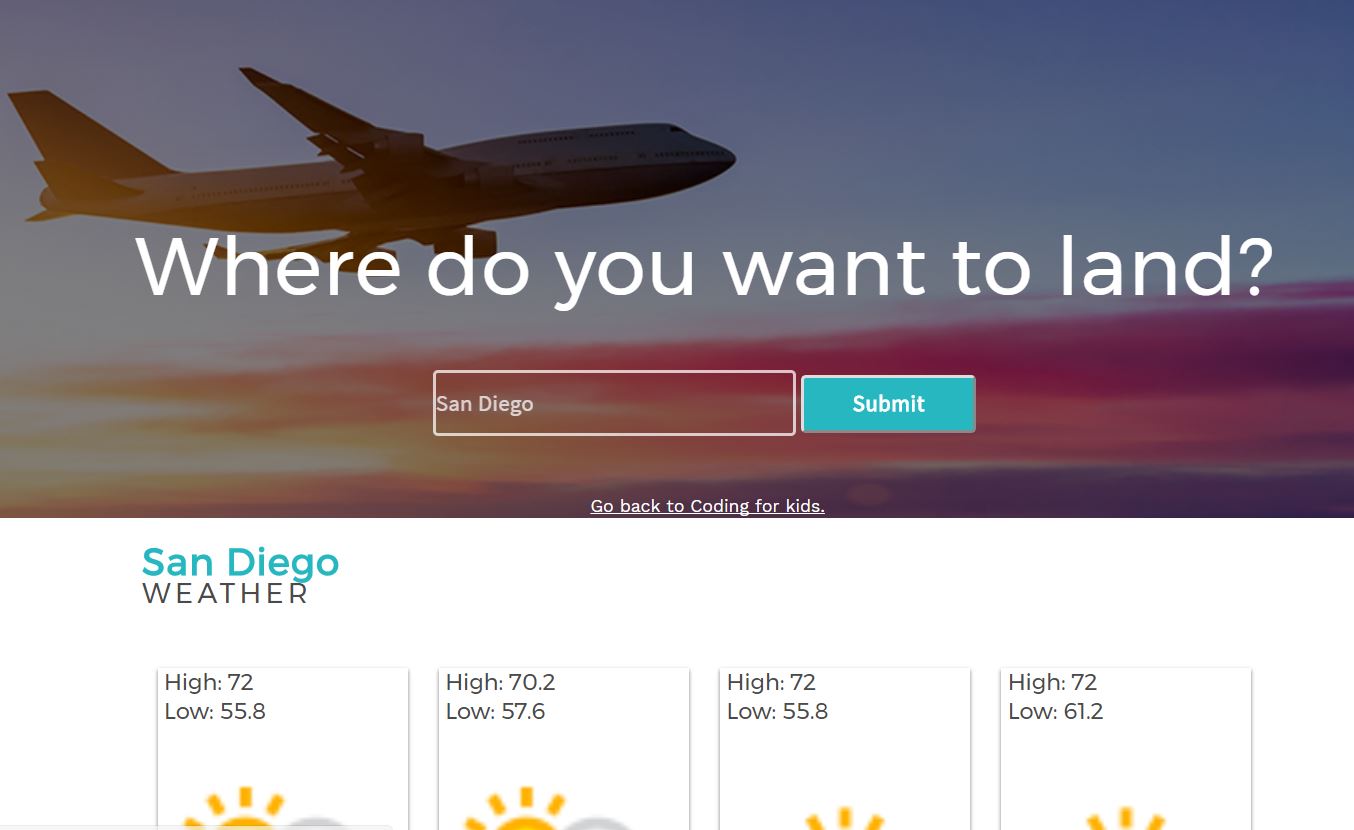 Where do you want to land?
San Diego
Submit
Go back to Coding for kids.
San Diego
WEATHER
High: 72
Low: 55.8
High: 70.2
Low: 57.6
High: 72
Low: 55.8
High: 72
Low: 61.2